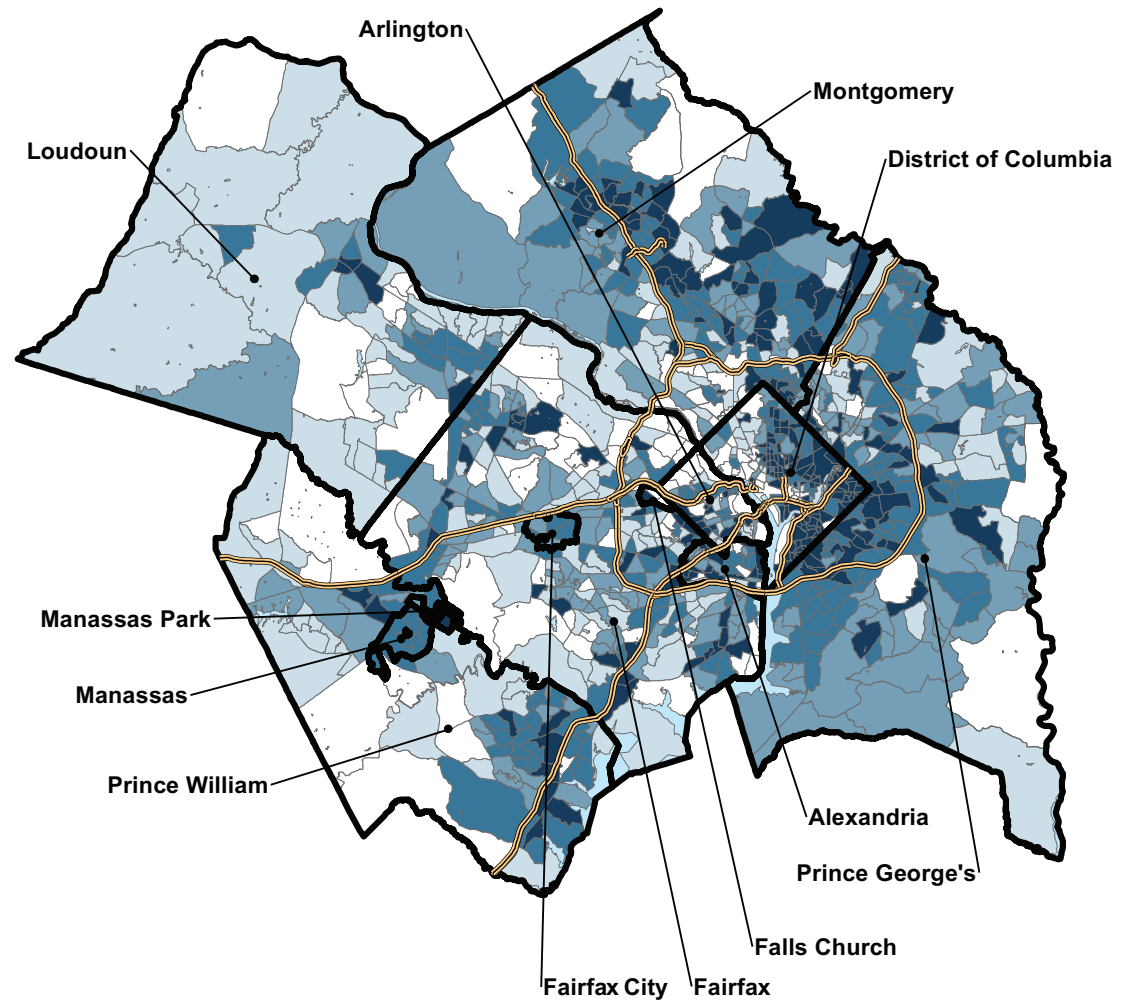 Arlington
Montgomery
Loudoun
District of Columbia
Manassas Park
Manassas
Prince William
Alexandria
Prince George's
Falls Church
Fairfax City
Fairfax